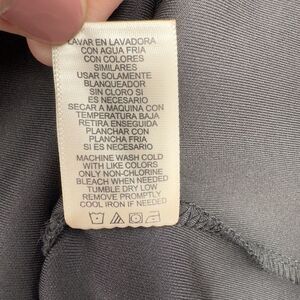 LAVAR EN LAVADORA
CON AGUA FRIA
CON COLORES
SIMILARES
USAR SOLAMENTE
BLANQUEADOR
SIN CLORO SI
ES NECESARIO
SECAR A MAQUINA CON
TEMPERATURA BAJA
RETIRA ENSEGUIDA
PLANCHAR CON
PLANCHA FRIA
SI ES NECESARIO
MACHINE WASH COLD
WITH LIKE COLORS
ONLY NON-CHLORINE
BLEACH WHEN NEEDED
TUMBLE DRY LOW
REMOVE PROMPTLY
COOL IRON IF NEEDED